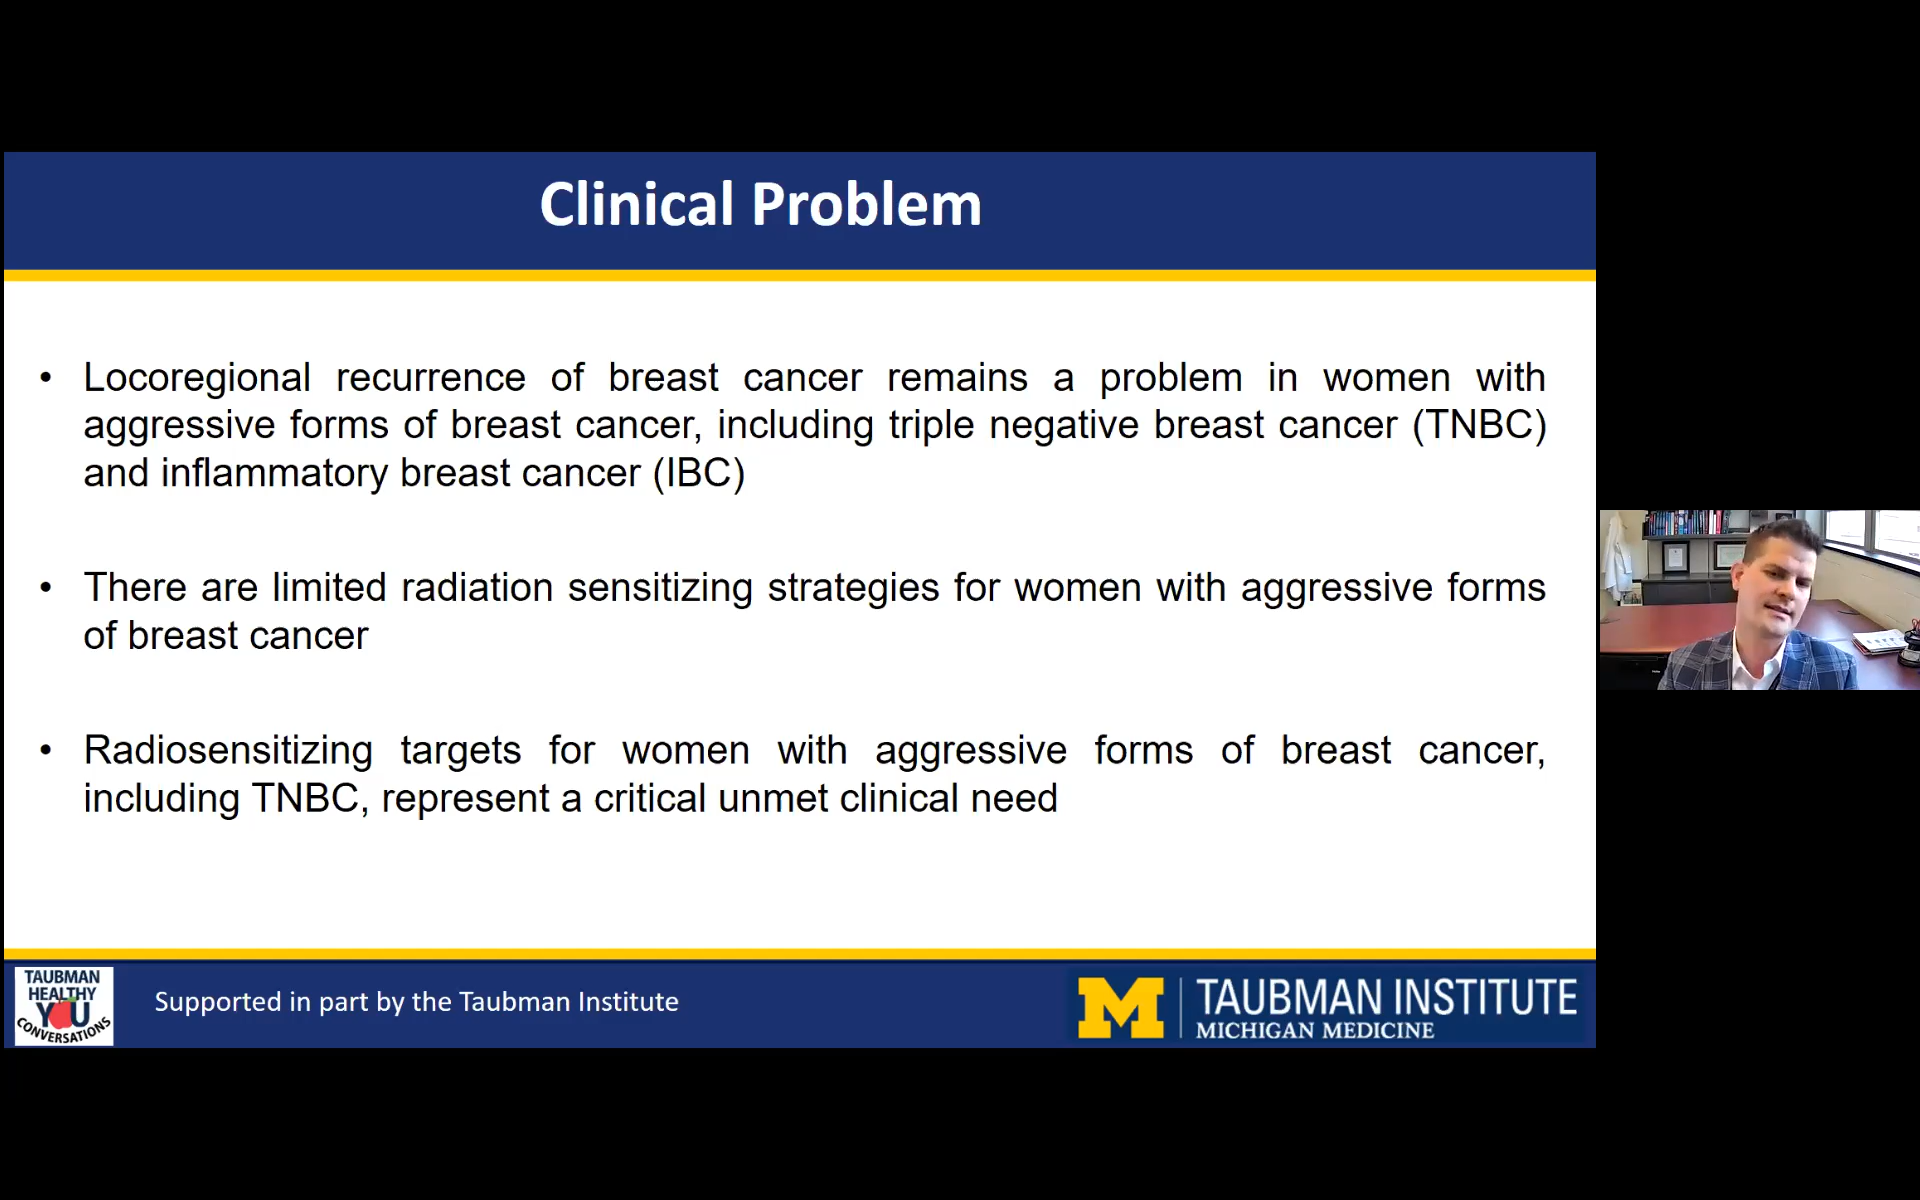 Clinical Problem
• Locoregional recurrence of breast cancer remains a problem in women with
aggressive forms of breast cancer, including triple negative breast cancer (TNBC)
and inflammatory breast cancer (IBC)
• There are limited radiation sensitizing strategies for women with aggressive forms
of breast cancer
• Radiosensitizing targets for women with aggressive forms of breast cancer,
including TNBC, represent a critical unmet clinical need
TAUBMAN
HEALTHY
YOU
CONVERSATIONS
Supported in part by the Taubman Institute
M
TAUBMAN INSTITUTE
MICHIGAN MEDICINE